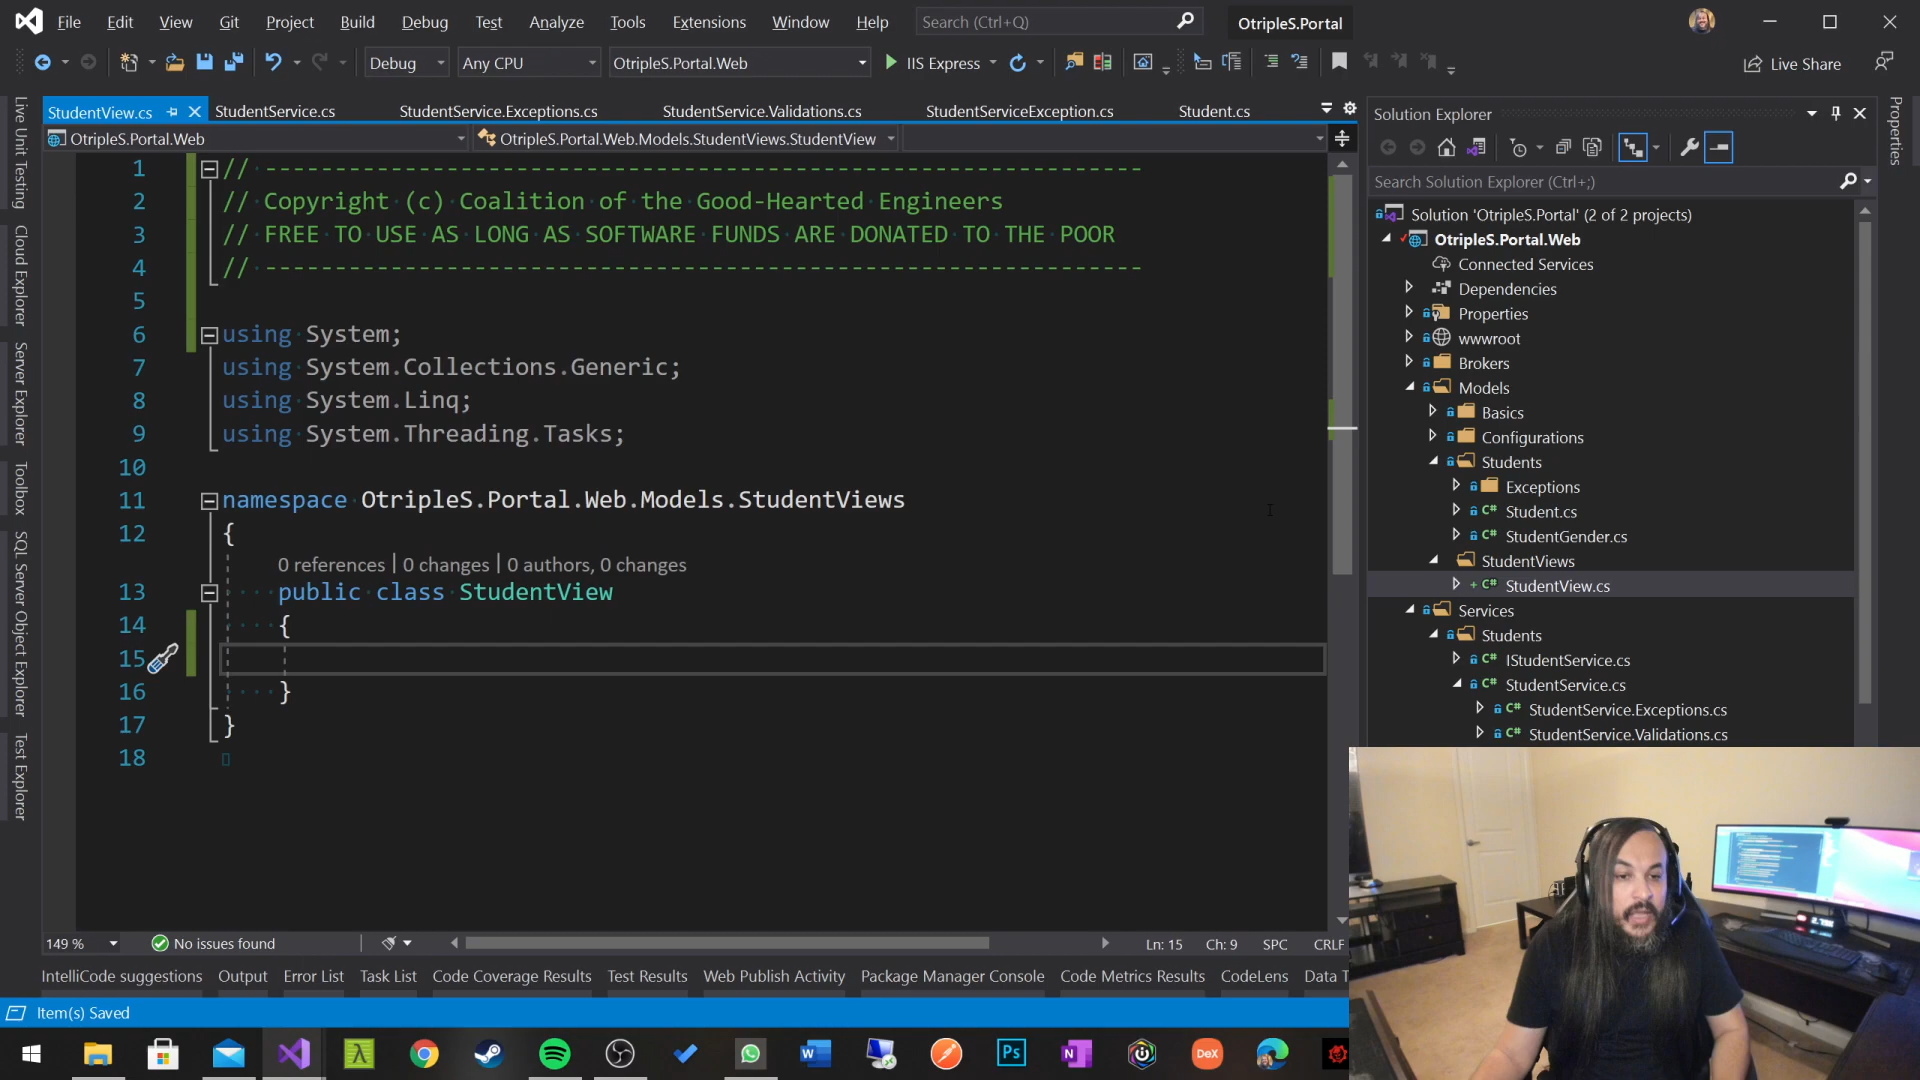 File Edit View Git Project Build Debug Test Analyze Tools Extensions Window Help Search (Ctrl+Q) OtripleS.Portal
Debug Any CPU OtripleS.Portal.Web IIS Express Live Share
StudentView.cs StudentService.cs StudentService.Exceptions.cs StudentService.Validations.cs StudentServiceException.cs Student.cs
OtripleS.Portal.Web OtripleS.Portal.Web.Models.StudentViews.StudentView
Live Unit Testing
Cloud Explorer
Server Explorer
Toolbox
SQL Server Object Explorer
Test Explorer
1 // ---------------------------------------------------------------
2 // Copyright (c) Coalition of the Good-Hearted Engineers
3 // FREE TO USE AS LONG AS SOFTWARE FUNDS ARE DONATED TO THE POOR
4 // ---------------------------------------------------------------
5
6 using System;
7 using System.Collections.Generic;
8 using System.Linq;
9 using System.Threading.Tasks;
10
11 namespace OtripleS.Portal.Web.Models.StudentViews
12 {
0 references | 0 changes | 0 authors, 0 changes
13 public class StudentView
14 {
15
16 }
17 }
18
149 % No issues found Ln: 15 Ch: 9 SPC CRLF
IntelliCode suggestions Output Error List Task List Code Coverage Results Test Results Web Publish Activity Package Manager Console Code Metrics Results CodeLens Data T
Item(s) Saved
Solution Explorer
Search Solution Explorer (Ctrl+;)
Solution 'OtripleS.Portal' (2 of 2 projects)
OtripleS.Portal.Web
Connected Services
Dependencies
Properties
wwwroot
Brokers
Models
Basics
Configurations
Students
Exceptions
Student.cs
StudentGender.cs
StudentViews
StudentView.cs
Services
Students
IStudentService.cs
StudentService.cs
StudentService.Exceptions.cs
StudentService.Validations.cs
Properties
Ps
DeX